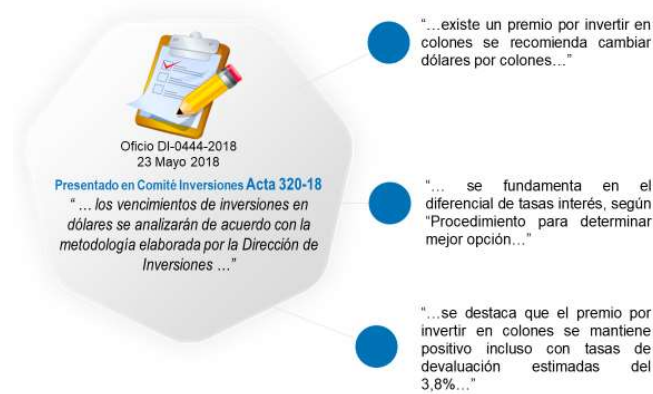 Oficio DI-0444-2018
23 Mayo 2018
Presentado en Comité Inversiones Acta 320-18
“ … los vencimientos de inversiones en
dólares se analizarán de acuerdo con la
metodología elaborada por la Dirección de
Inversiones …”
“…existe un premio por invertir en
colones se recomienda cambiar
dólares por colones…”
“… se fundamenta en el
diferencial de tasas interés, según
“Procedimiento para determinar
mejor opción…”
“…se destaca que el premio por
invertir en colones se mantiene
positivo incluso con tasas de
devaluación estimadas del
3,8%…”